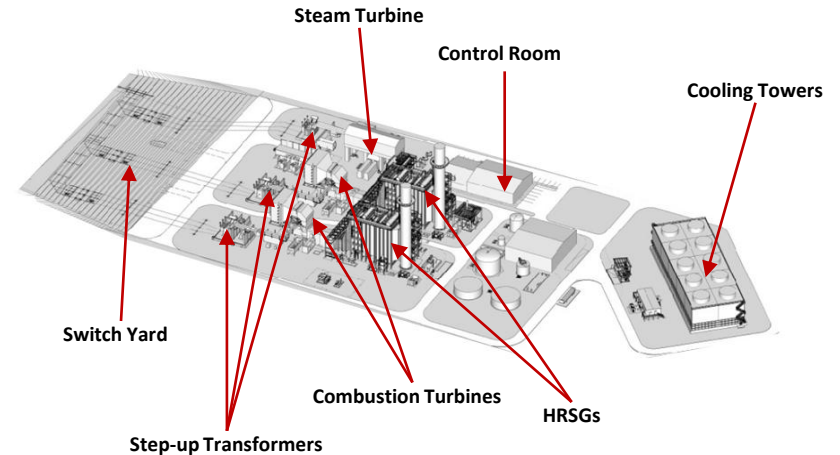 Steam Turbine
Control Room
Cooling Towers
Switch Yard
Combustion Turbines
HRSGs
Step-up Transformers